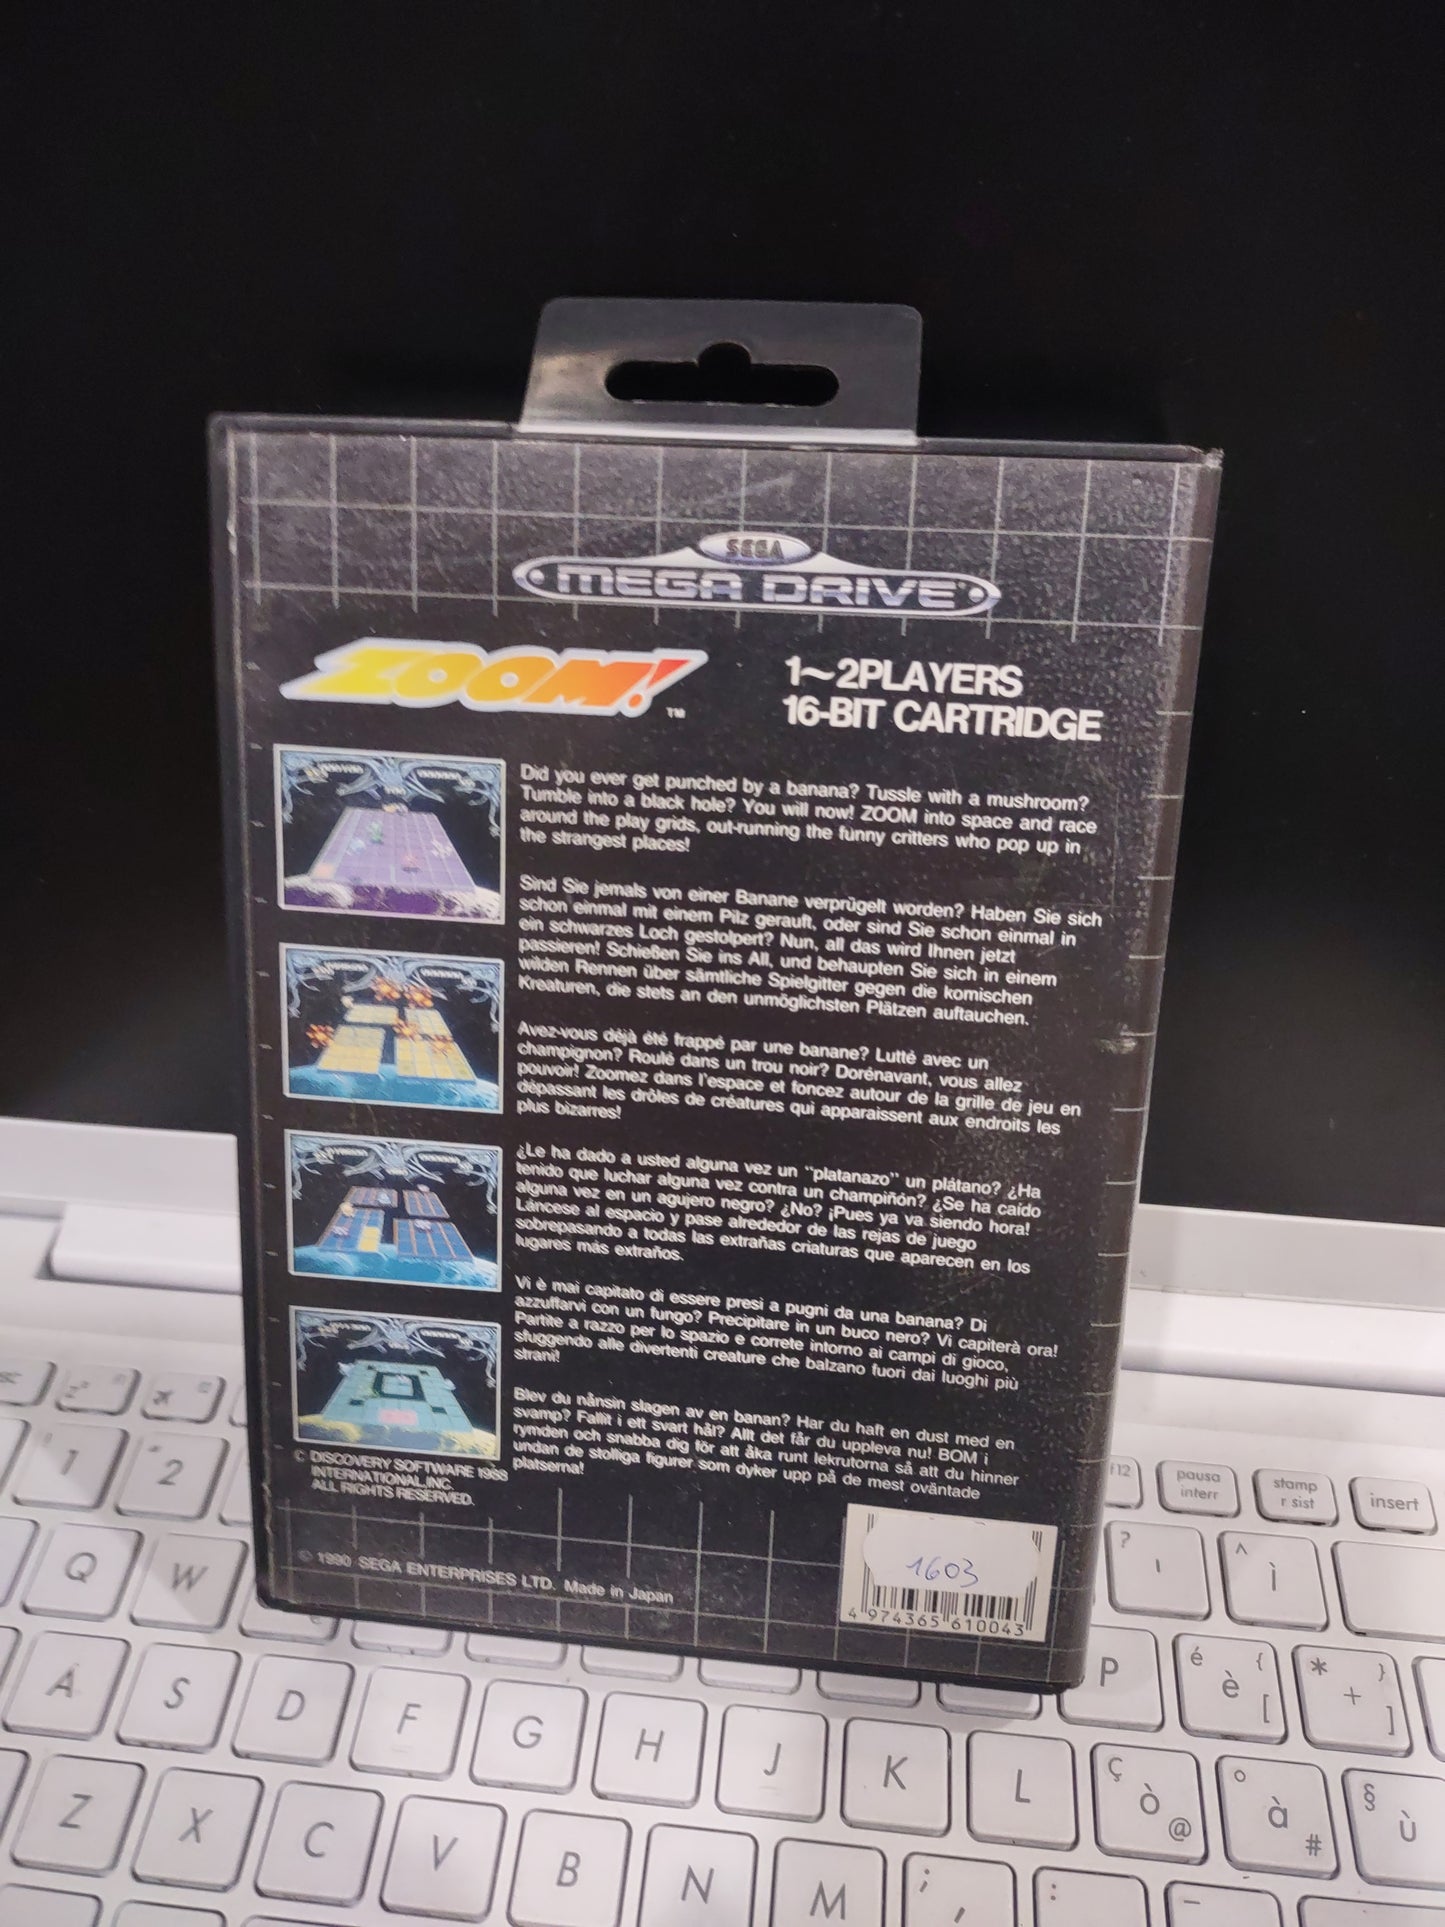 SEGA
MEGA DRIVE
ZOOM!
TM
1~2PLAYERS
16-BIT CARTRIDGE
Did you ever get punched by a banana? Tussle with a mushroom?
Tumble into a black hole? You will now! ZOOM into space and race
around the play grids, out-running the funny critters who pop up in
the strangest places!
Sind Sie jemals von einer Banane verprügelt worden? Haben Sie sich
schon einmal mit einem Pilz gerauft, oder sind Sie schon einmal in
ein schwarzes Loch gestolpert? Nun, all das wird Ihnen jetzt
passieren! Schießen Sie ins All, und behaupten Sie sich in einem
wilden Rennen über sämtliche Spielgitter gegen die komischen
Kreaturen, die stets an den unmöglichsten Plätzen auftauchen.
Avez-vous déjà été frappé par une banane? Lutté avec un
champignon? Roulé dans un trou noir? Dorénavant, vous allez
pouvoir! Zoomez dans l'espace et foncez autour de la grille de jeu en
dépassant les drôles de créatures qui apparaissent aux endroits les
plus bizarres!
¿Le ha dado a usted alguna vez un "platanazo" un plátano? ¿Ha
tenido que luchar alguna vez contra un champiñón? ¿Se ha caído
alguna vez en un agujero negro? ¿No? ¡Pues ya va siendo hora!
Láncese al espacio y pase alrededor de las rejas de juego
sobrepasando a todas las extrañas criaturas que aparecen en los
lugares más extraños.
Vi è mai capitato di essere presi a pugni da una banana? Di
azzuffarvi con un fungo? Precipitare in un buco nero? Vi capiterà ora!
Partite a razzo per lo spazio e correte intorno ai campi di gioco,
sfuggendo alle divertenti creature che balzano fuori dai luoghi più
strani!
Blev du nånsin slagen av en banan? Har du haft en dust med en
svamp? Fallit i ett svart hål? Allt det får du uppleva nu! BOM i
rymden och snabba dig för att åka runt lekrutorna så att du hinner
undan de stolliga figurer som dyker upp på de mest oväntade
platserna!
© DISCOVERY SOFTWARE 1988
INTERNATIONAL,INC.
ALL RIGHTS RESERVED.
© 1990 SEGA ENTERPRISES LTD. Made in Japan
1603
4 974365 610043
f12
pausa
interr
stamp
r sist
insert
1
" 2
? '
^ ì
Q W
P
é è { [
* + } ]
A S D F G H J K L
ç ò @
° à #
§ ù
Z X C V B N M
; ,
:
_